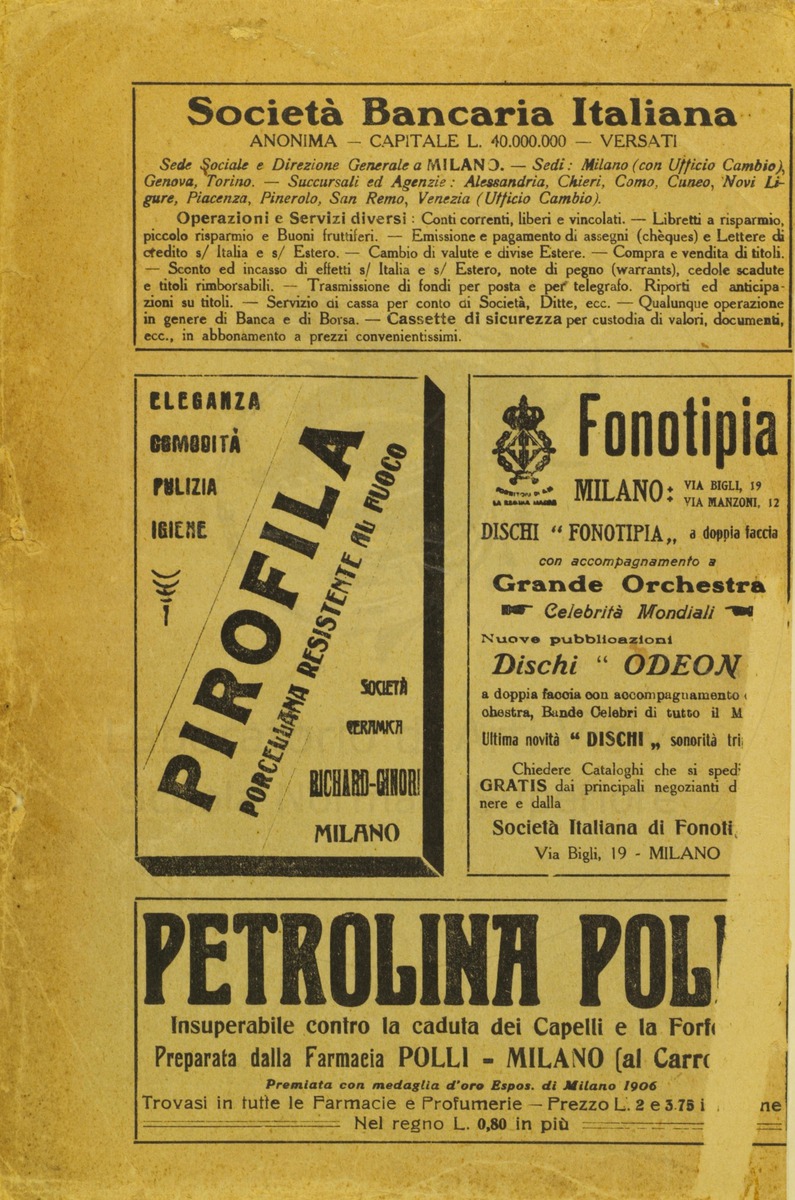 Società Bancaria Italiana
ANONIMA — CAPITALE L. 40.000.000 — VERSATI
Sede Sociale e Direzione Generale a MILANO. — Sedi: Milano (con Ufficio Cambio),
Genova, Torino. — Succursali ed Agenzie: Alessandria, Chieri, Como, Cuneo, Novi Li-
gure, Piacenza, Pinerolo, San Remo, Venezia (Ufficio Cambio).
Operazioni e Servizi diversi: Conti correnti, liberi e vincolati. — Libretti a risparmio,
piccolo risparmio e Buoni fruttiferi. — Emissione e pagamento di assegni (chèques) e Lettere di
credito s/ Italia e s/ Estero. — Cambio di valute e divise Estere. — Compra e vendita di titoli.
— Sconto ed incasso di effetti s/ Italia e s/ Estero, note di pegno (warrants), cedole scadute
e titoli rimborsabili. — Trasmissione di fondi per posta e per telegrafo. Riporti ed anticipa-
zioni su titoli. — Servizio di cassa per conto di Società, Ditte, ecc. — Qualunque operazione
in genere di Banca e di Borsa. — Cassette di sicurezza per custodia di valori, documenti,
ecc., in abbonamento a prezzi convenientissimi.
ELEGANZA
COMODITÀ
PULIZIA
IGIENE
PIROFILA
PORCELLANA RESISTENTE AL FUOCO
SOCIETÀ
CERAMICA
RICHARD-GINORI
MILANO
Fonotipia
MILANO: VIA BIGLI, 19
VIA MANZONI, 12
DISCHI “ FONOTIPIA„ a doppia faccia
con accompagnamento a
Grande Orchestra
Celebrità Mondiali
Nuove pubblicazioni
Dischi “ ODEON
a doppia faccia con accompagnamento
chestra, Bande Celebri di tutto il M
Ultima novità “ DISCHI „ sonorità tri
Chiedere Cataloghi che si spedi
GRATIS dai principali negozianti d
nere e dalla
Società Italiana di Fonoti
Via Bigli, 19 - MILANO
PETROLINA POL
Insuperabile contro la caduta dei Capelli e la Forfo
Preparata dalla Farmacia POLLI - MILANO (al Carro
Premiata con medaglia d'oro Espos. di Milano 1906
Trovasi in tutte le Farmacie e Profumerie — Prezzo L. 2 e 3.75 i ne
Nel regno L. 0,80 in più